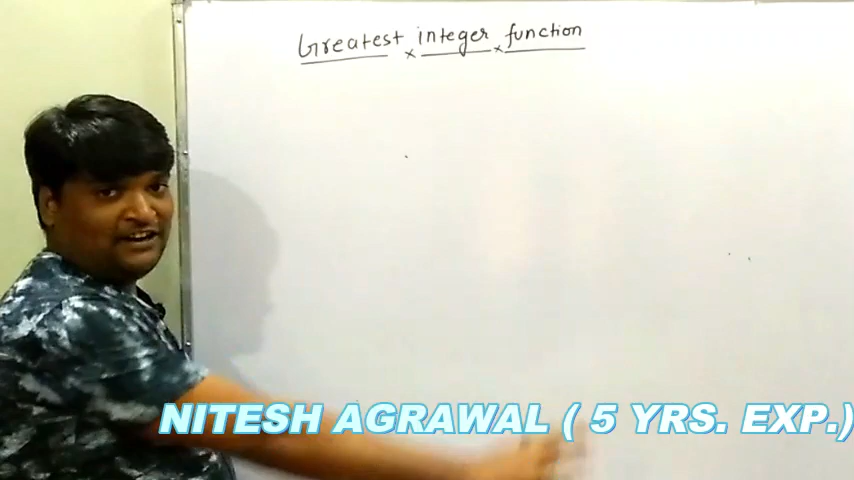 Greatest integer function
NITESH AGRAWAL ( 5 YRS. EXP.)